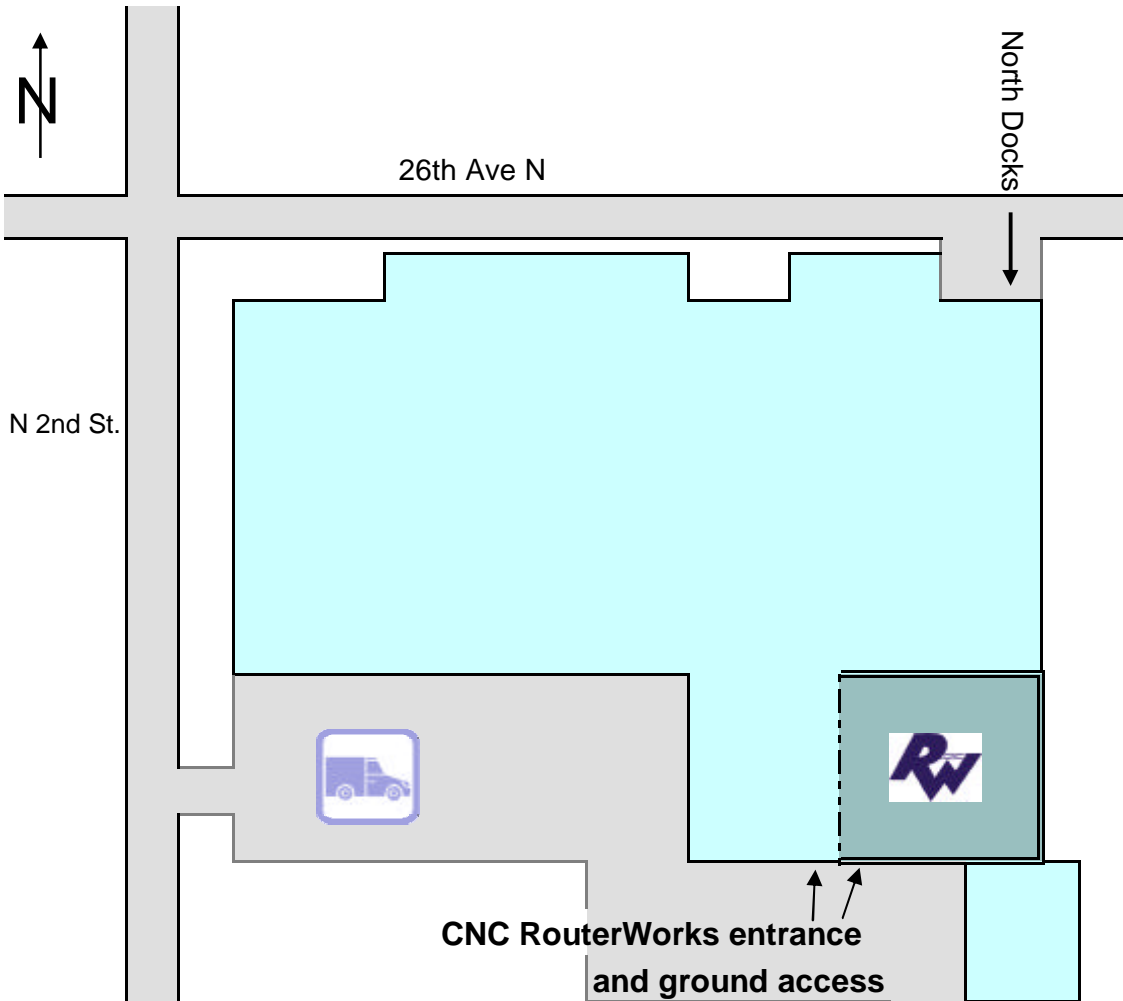 N
North Docks
26th Ave N
N 2nd St.
RW
CNC RouterWorks entrance
and ground access